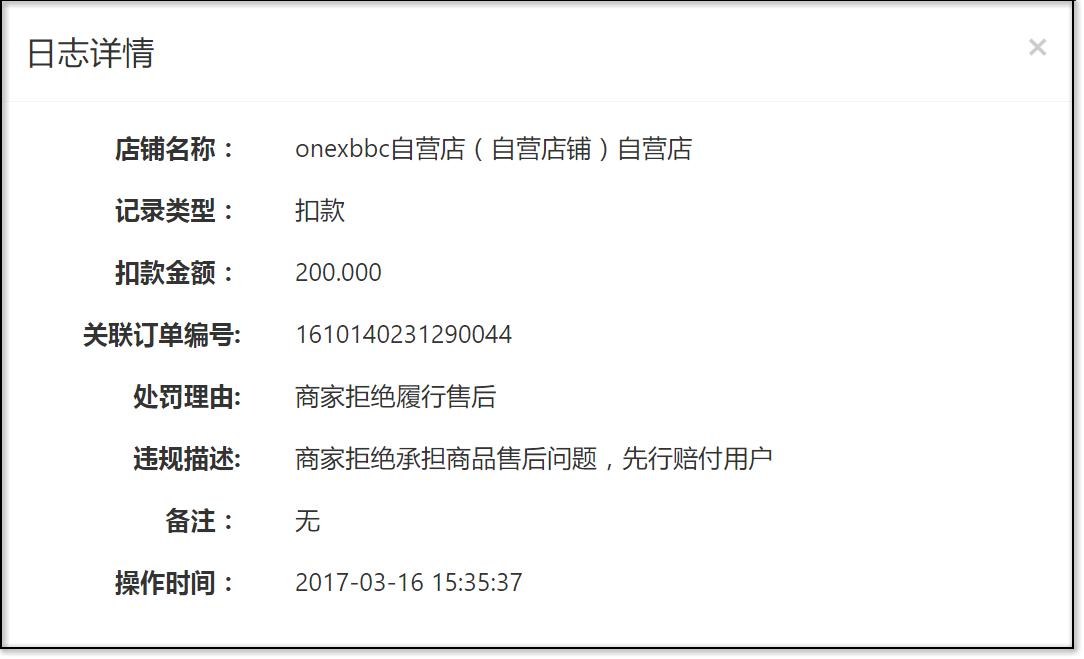 日志详情
×
店铺名称： onexbbc自营店（自营店铺）自营店
记录类型： 扣款
扣款金额： 200.000
关联订单编号: 1610140231290044
处罚理由: 商家拒绝履行售后
违规描述: 商家拒绝承担商品售后问题，先行赔付用户
备注： 无
操作时间： 2017-03-16 15:35:37